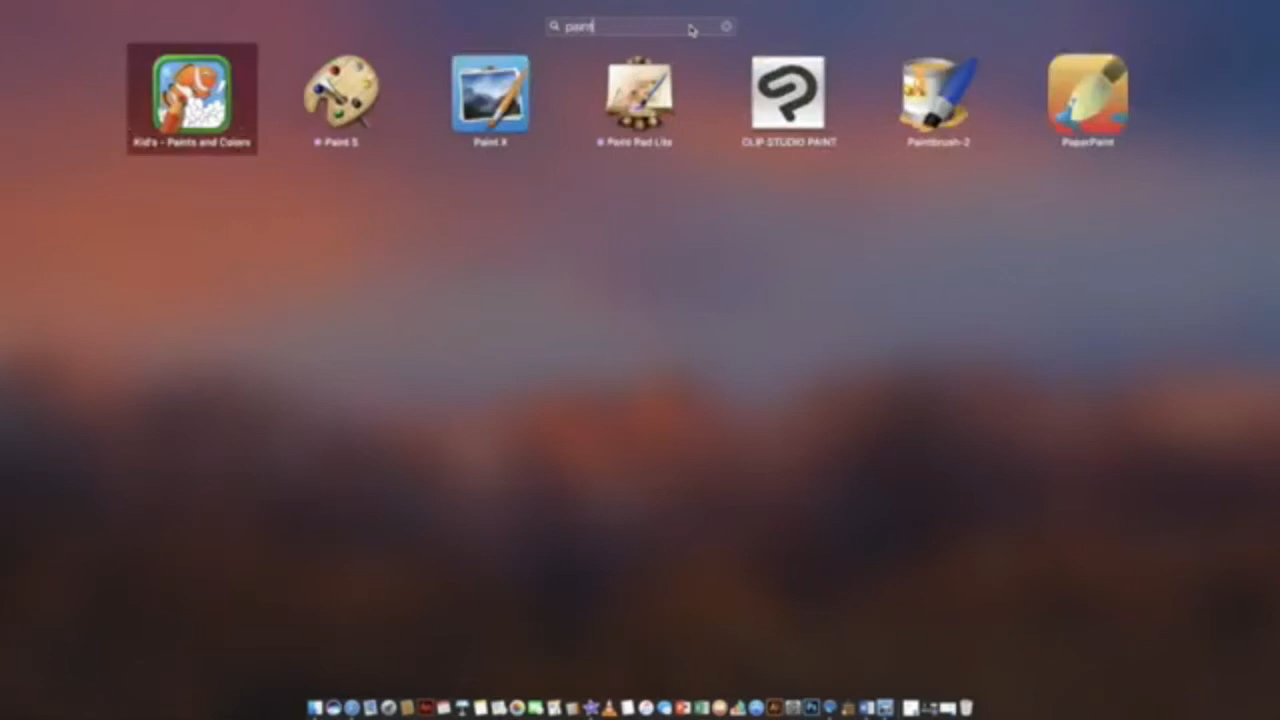 paint
Kid's - Paints and Colors
Paint S
Paint X
Paint Pad Lite
CLIP STUDIO PAINT
Paintbrush-2
PaperPaint